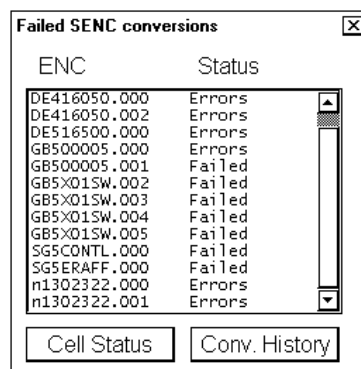 Failed SENC conversions
ENC Status
DE416050.000 Errors
DE416050.002 Errors
DE516500.000 Errors
GB500005.000 Errors
GB500005.001 Failed
GB5X01SW.002 Failed
GB5X01SW.003 Failed
GB5X01SW.004 Failed
GB5X01SW.005 Failed
SG5CONTL.000 Failed
SG5ERAFF.000 Failed
n1302322.000 Errors
n1302322.001 Errors
Cell Status Conv. History